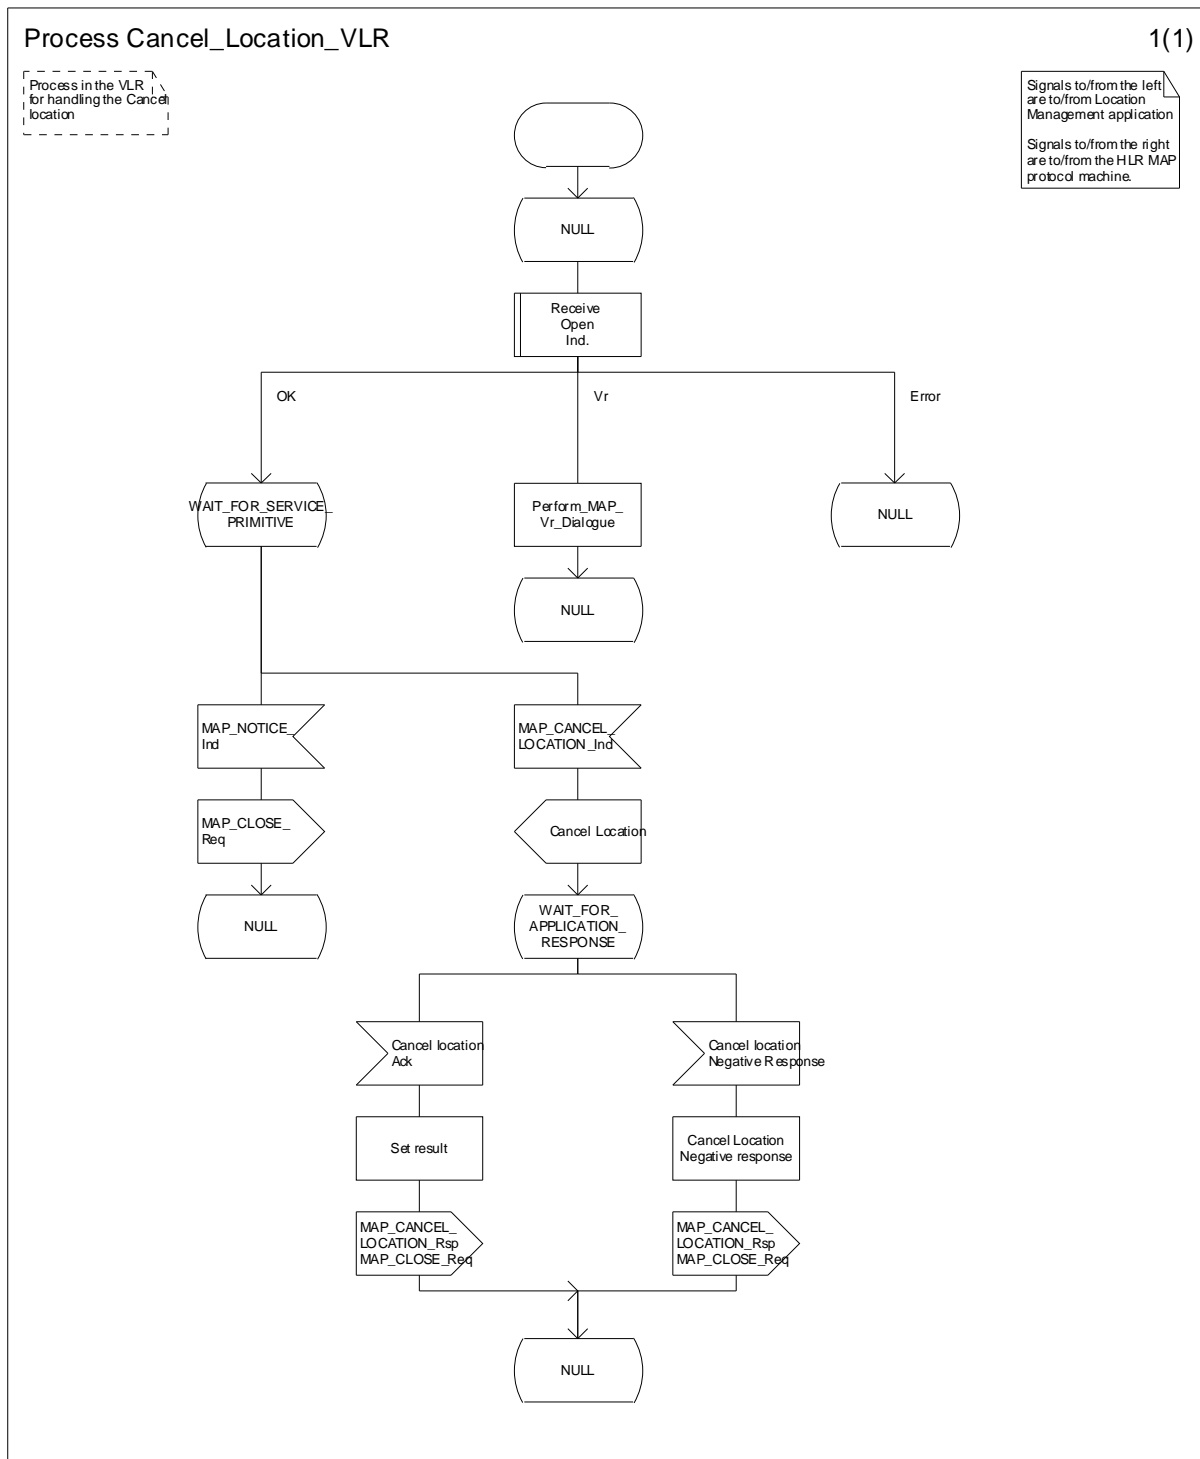 Process Cancel_Location_VLR
1(1)
Process in the VLR
for handling the Cancel
location
Signals to/from the left
are to/from Location
Management application
Signals to/from the right
are to/from the HLR MAP
protocol machine.
NULL
Receive
Open
Ind.
OK
Vr
Error
WAIT_FOR_SERVICE_
PRIMITIVE
Perform_MAP_
Vr_Dialogue
NULL
NULL
MAP_NOTICE_
Ind
MAP_CANCEL_
LOCATION_Ind
MAP_CLOSE_
Req
Cancel Location
NULL
WAIT_FOR_
APPLICATION_
RESPONSE
Cancel location
Ack
Cancel location
Negative Response
Set result
Cancel Location
Negative response
MAP_CANCEL_
LOCATION_Rsp
MAP_CLOSE_Req
MAP_CANCEL_
LOCATION_Rsp
MAP_CLOSE_Req
NULL